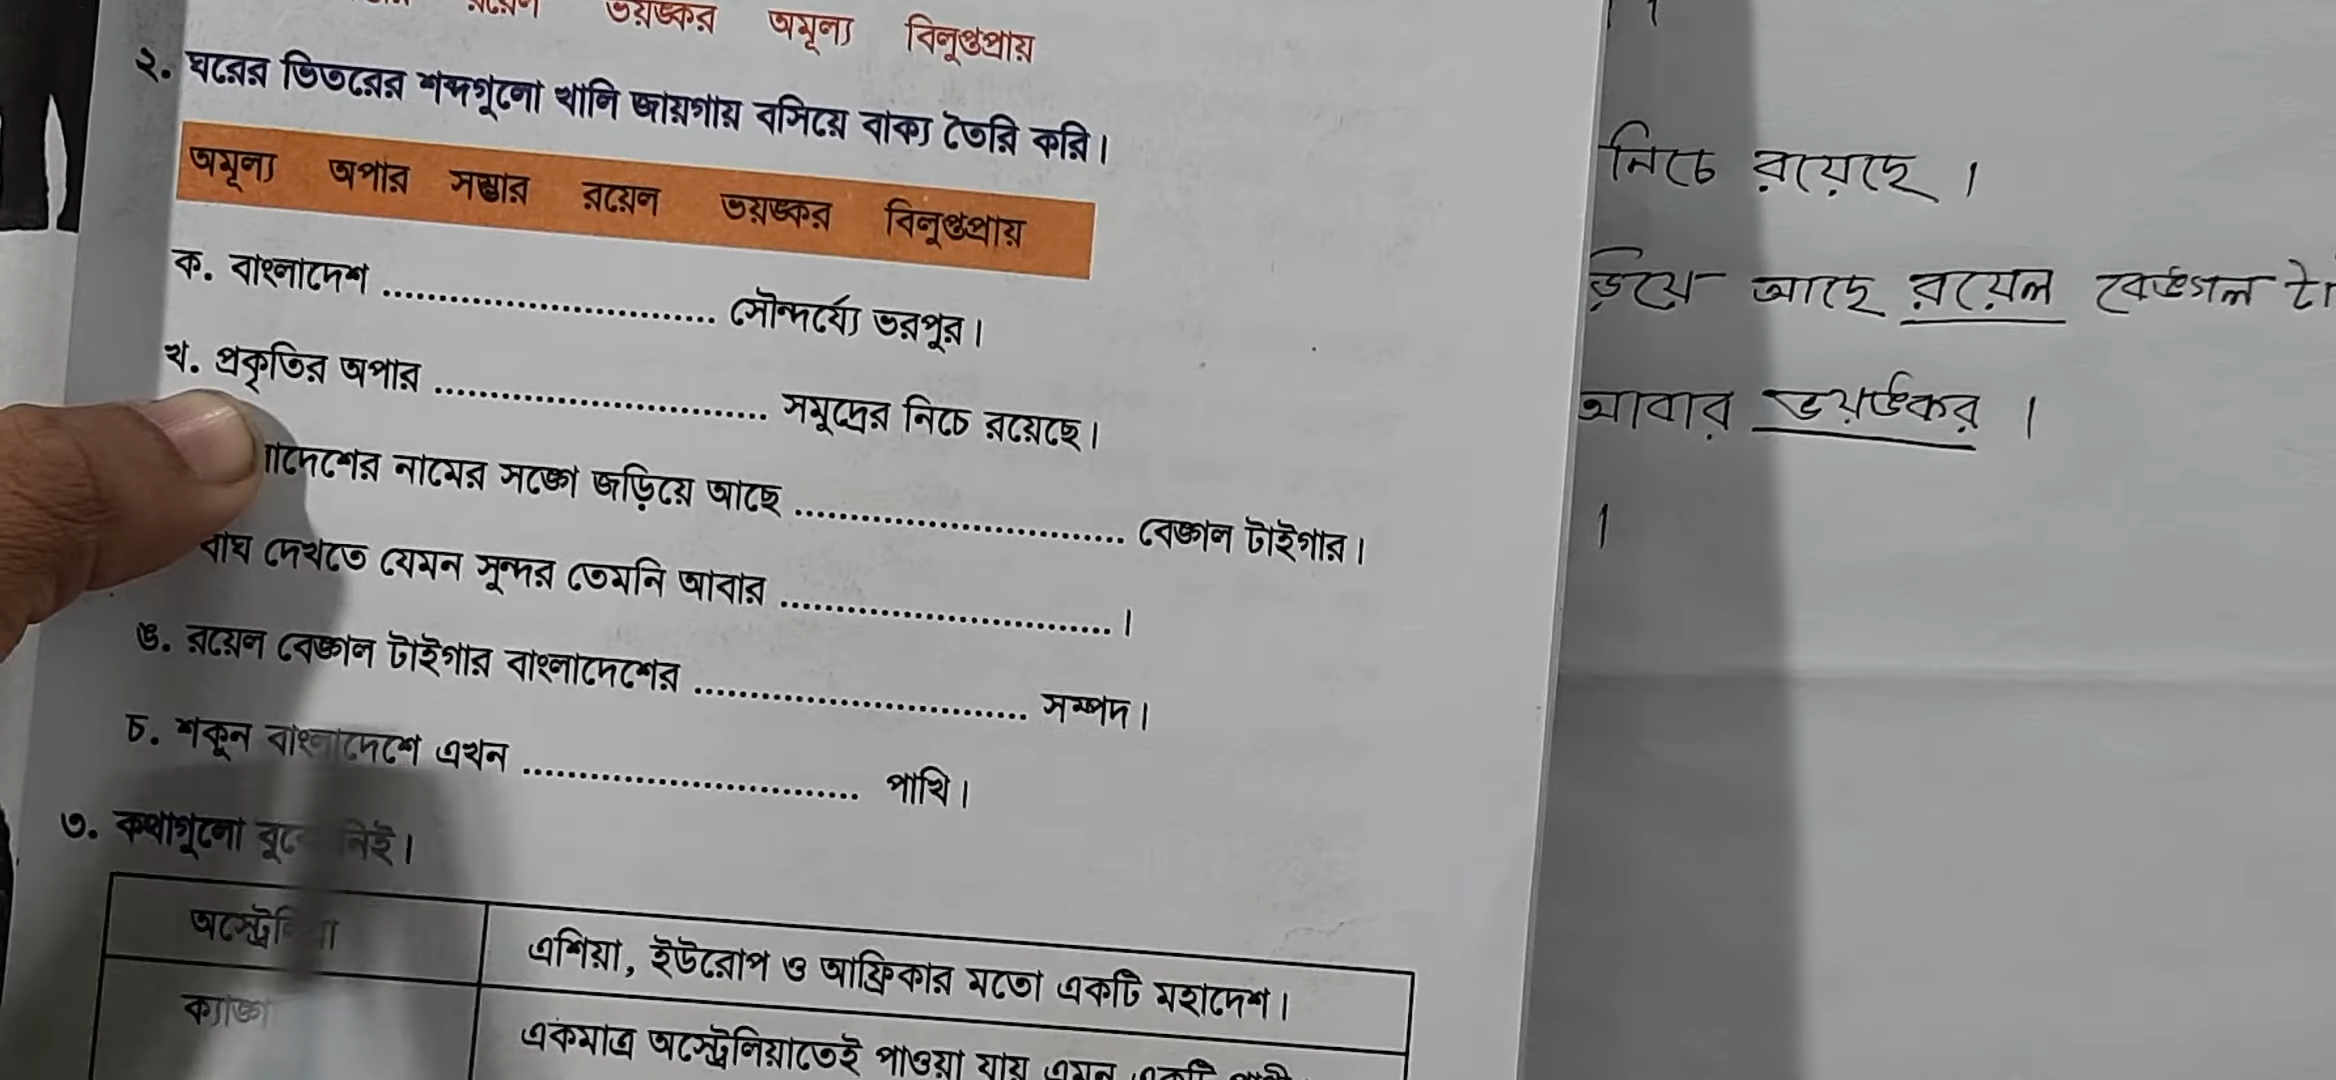 রয়েল ভয়ঙ্কর অমূল্য বিলুপ্তপ্রায়
২. ঘরের ভিতরের শব্দগুলো খালি জায়গায় বসিয়ে বাক্য তৈরি করি।
অমূল্য অপার সম্ভার রয়েল ভয়ঙ্কর বিলুপ্তপ্রায়
ক. বাংলাদেশ .............................. সৌন্দর্য্যে ভরপুর।
খ. প্রকৃতির অপার .............................. সমুদ্রের নিচে রয়েছে।
াদেশের নামের সঙ্গে জড়িয়ে আছে .............................. বেঙ্গল টাইগার।
বাঘ দেখতে যেমন সুন্দর তেমনি আবার .............................. ।
ঙ. রয়েল বেঙ্গল টাইগার বাংলাদেশের .............................. সম্পদ।
চ. শকুন বাংলাদেশে এখন .............................. পাখি।
৩. কথাগুলো নিই।
অস্ট্রেলিয়া এশিয়া, ইউরোপ ও আফ্রিকার মতো একটি মহাদেশ।
ক্যাঙ্গা একমাত্র অস্ট্রেলিয়াতেই পাওয়া যায় এমন একটি
নিচে রয়েছে ।
ড়িয়ে আছে রয়েল বেঙ্গল টা
আবার ভয়ঙ্কর ।
।